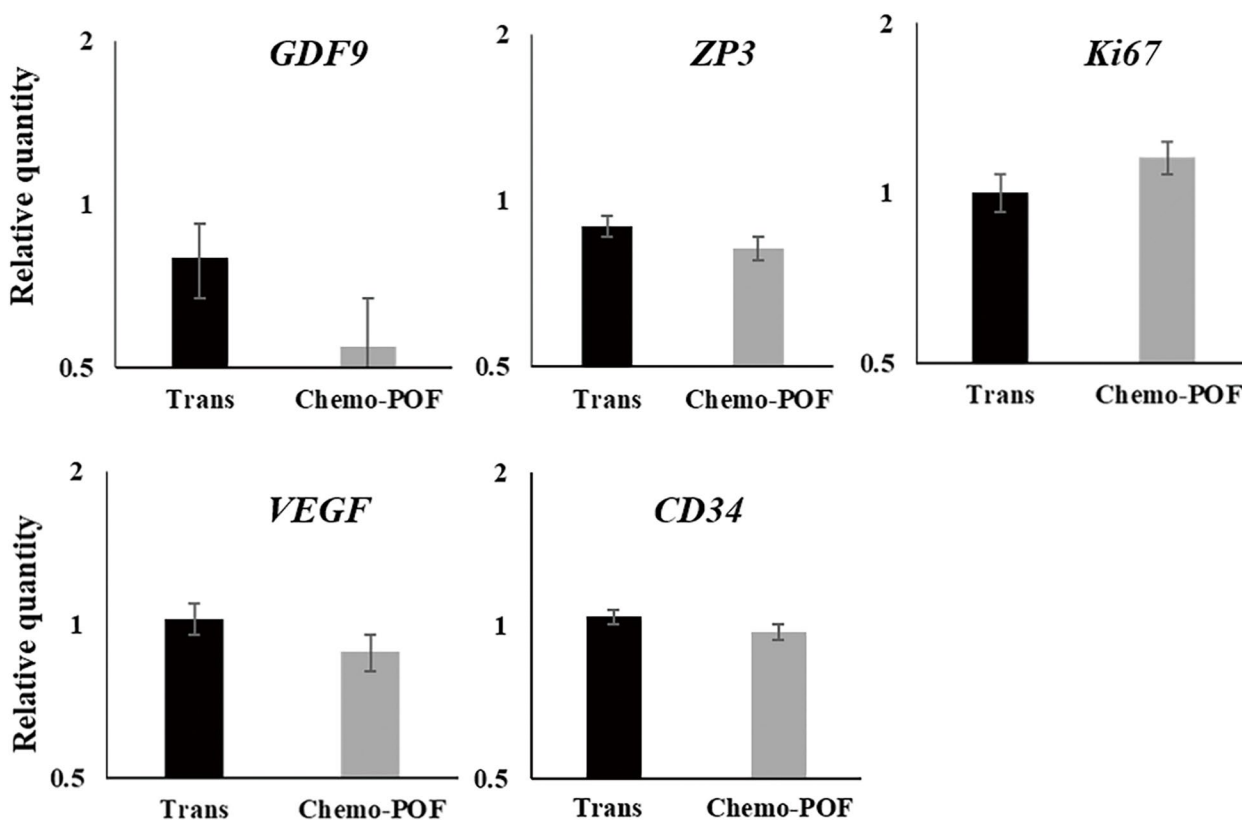 GDF9
2
1
0.5
Relative quantity
Trans Chemo-POF
ZP3
2
1
0.5
Trans Chemo-POF
Ki67
2
1
0.5
Trans Chemo-POF
VEGF
2
1
0.5
Relative quantity
Trans Chemo-POF
CD34
2
1
0.5
Trans Chemo-POF